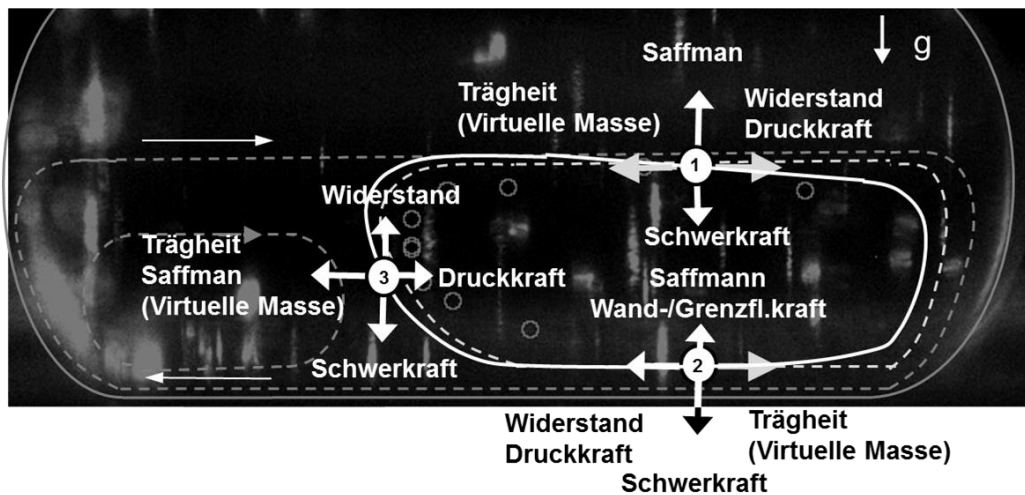 g
Saffman
Trägheit
(Virtuelle Masse)
Widerstand
Druckkraft
1
Schwerkraft
Widerstand
Trägheit
Saffman
(Virtuelle Masse)
3
Druckkraft
Schwerkraft
Saffmann
Wand-/Grenzfl.kraft
2
Widerstand
Druckkraft
Trägheit
(Virtuelle Masse)
Schwerkraft